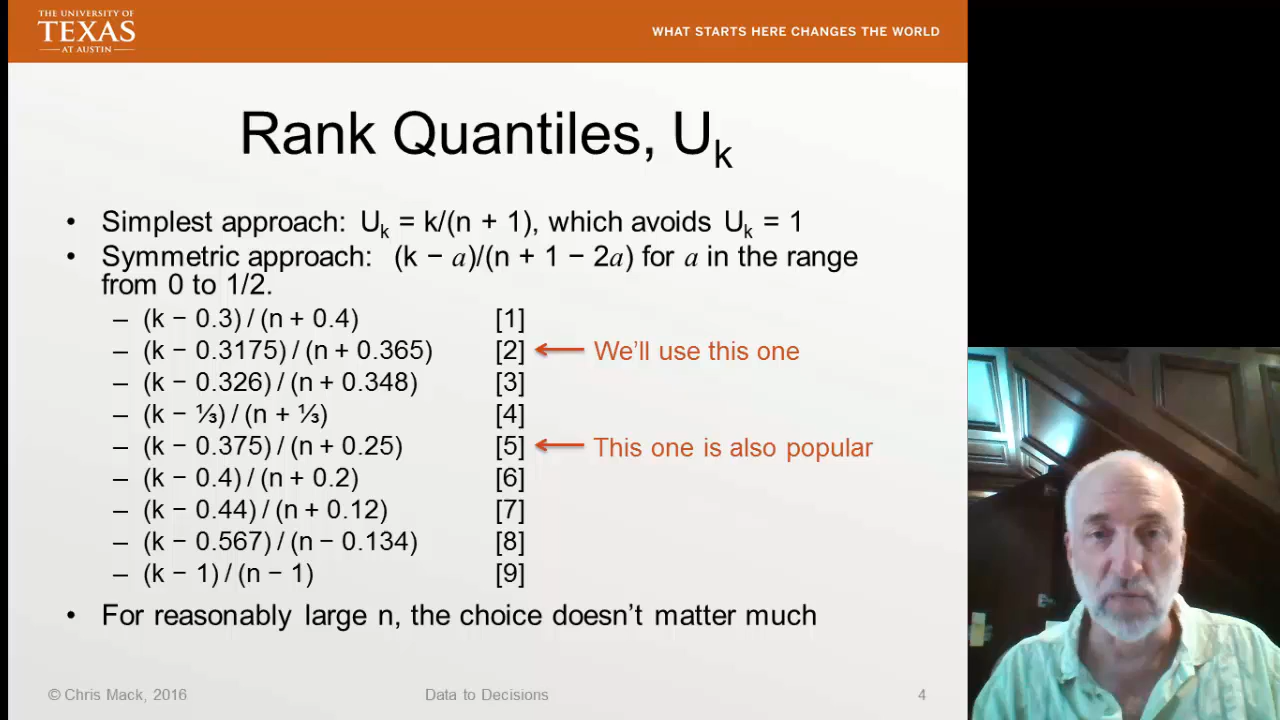 THE UNIVERSITY OF
TEXAS
AT AUSTIN
WHAT STARTS HERE CHANGES THE WORLD
Rank Quantiles, Uk
• Simplest approach: Uk = k/(n + 1), which avoids Uk = 1
• Symmetric approach: (k − a)/(n + 1 − 2a) for a in the range
from 0 to 1/2.
– (k − 0.3) / (n + 0.4) [1]
– (k − 0.3175) / (n + 0.365) [2] We'll use this one
– (k − 0.326) / (n + 0.348) [3]
– (k − ⅓) / (n + ⅓) [4]
– (k − 0.375) / (n + 0.25) [5] This one is also popular
– (k − 0.4) / (n + 0.2) [6]
– (k − 0.44) / (n + 0.12) [7]
– (k − 0.567) / (n − 0.134) [8]
– (k − 1) / (n − 1) [9]
• For reasonably large n, the choice doesn't matter much
© Chris Mack, 2016 Data to Decisions 4